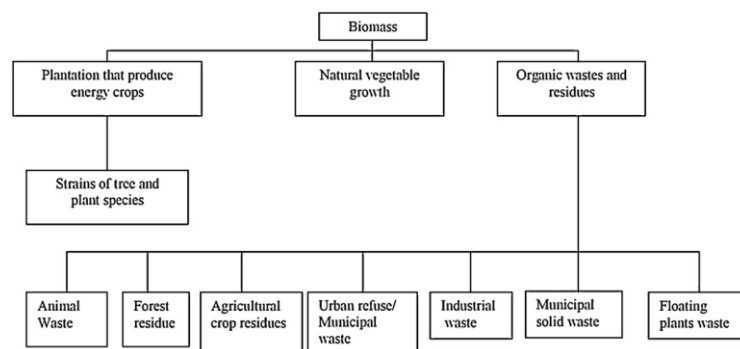 Biomass
Plantation that produce
energy crops
Natural vegetable
growth
Organic wastes and
residues
Strains of tree and
plant species
Animal
Waste
Forest
residue
Agricultural
crop residues
Urban refuse/
Municipal
waste
Industrial
waste
Municipal
solid waste
Floating
plants waste